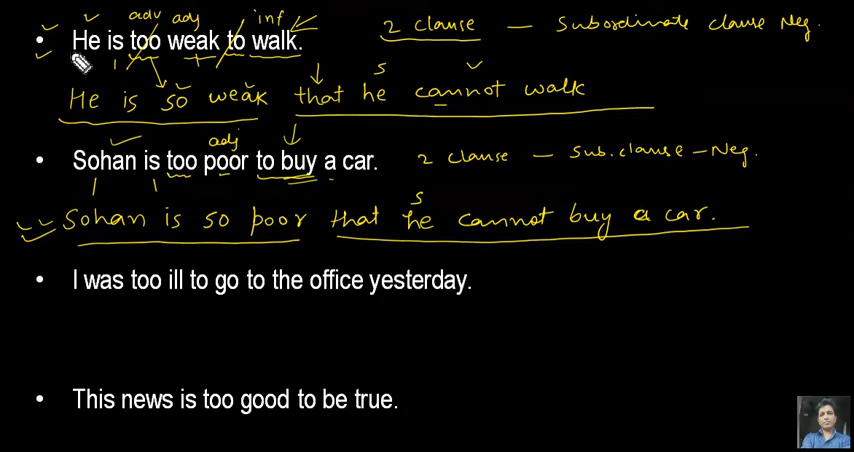 adv adj inf
• He is too weak to walk. 2 clause — Subordinate clause Neg.
He is so weak that he cannot walk
S
adj
• Sohan is too poor to buy a car. 2 clause — Sub. clause – Neg.
S
Sohan is so poor that he cannot buy a car.
• I was too ill to go to the office yesterday.
• This news is too good to be true.